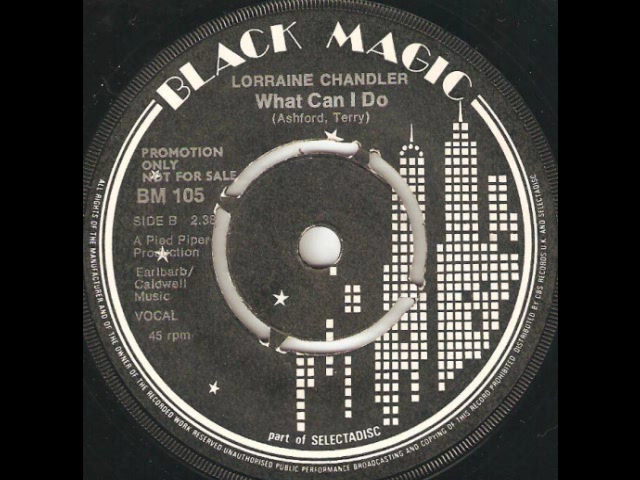 BLACK MAGIC
LORRAINE CHANDLER
What Can I Do
(Ashford, Terry)
PROMOTION
ONLY
NOT FOR SALE
BM 105
SIDE B 2.38
A Pied Piper
Production
Earlbarb/
Caldwell
Music
VOCAL
45 rpm
part of SELECTADISC
ALL RIGHTS OF THE MANUFACTURER AND OF THE OWNER OF THE RECORDED WORK RESERVED UNAUTHORISED PUBLIC PERFORMANCE BROADCASTING AND COPYING OF THIS RECORD PROHIBITED DISTRIBUTED BY CBS RECORDS U.K. AND SELECTADISC